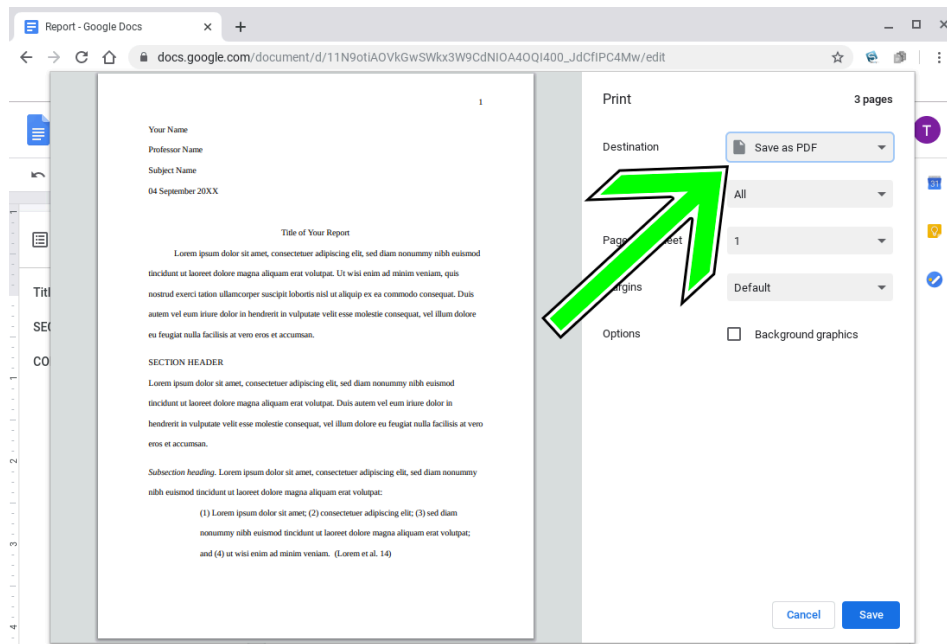 Report - Google Docs
docs.google.com/document/d/11N9otiAOVkGwSWkx3W9CdNIOA4OQI400_JdCfiPC4Mw/edit
1
Your Name
Professor Name
Subject Name
04 September 20XX
Title of Your Report
Lorem ipsum dolor sit amet, consectetuer adipiscing elit, sed diam nonummy nibh euismod
tincidunt ut laoreet dolore magna aliquam erat volutpat. Ut wisi enim ad minim veniam, quis
nostrud exerci tation ullamcorper suscipit lobortis nisl ut aliquip ex ea commodo consequat. Duis
autem vel eum iriure dolor in hendrerit in vulputate velit esse molestie consequat, vel illum dolore
eu feugiat nulla facilisis at vero eros et accumsan.
SECTION HEADER
Lorem ipsum dolor sit amet, consectetuer adipiscing elit, sed diam nonummy nibh euismod
tincidunt ut laoreet dolore magna aliquam erat volutpat. Duis autem vel eum iriure dolor in
hendrerit in vulputate velit esse molestie consequat, vel illum dolore eu feugiat nulla facilisis at vero
eros et accumsan.
Subsection heading. Lorem ipsum dolor sit amet, consectetuer adipiscing elit, sed diam nonummy
nibh euismod tincidunt ut laoreet dolore magna aliquam erat volutpat:
(1) Lorem ipsum dolor sit amet; (2) consectetuer adipiscing elit; (3) sed diam
nonummy nibh euismod tincidunt ut laoreet dolore magna aliquam erat volutpat;
and (4) ut wisi enim ad minim veniam. (Lorem et al. 14)
Print
3 pages
Destination
Save as PDF
All
1
Default
Options
Background graphics
Cancel
Save
T
31
Titl
SEC
CO
1
1
2
3
4